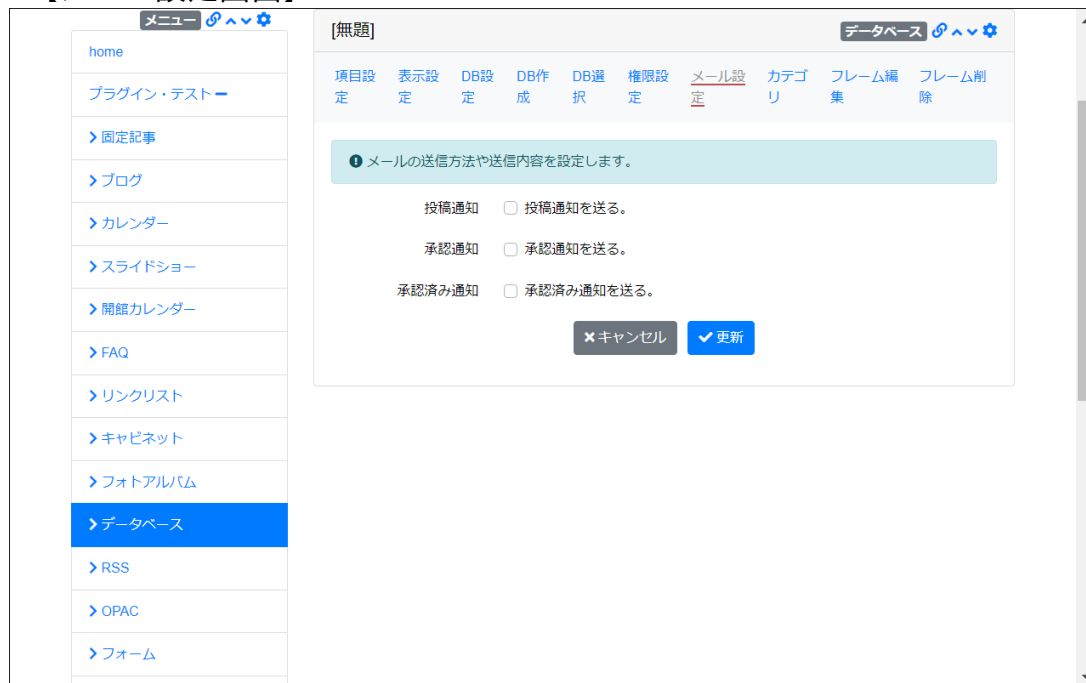 メニュー
home
プラグイン・テスト
固定記事
ブログ
カレンダー
スライドショー
開館カレンダー
FAQ
リンクリスト
キャビネット
フォトアルバム
データベース
RSS
OPAC
フォーム
[無題]
データベース
項目設定
表示設定
DB設定
DB作成
DB選択
権限設定
メール設定
カテゴリ
フレーム編集
フレーム削除
メールの送信方法や送信内容を設定します。
投稿通知 投稿通知を送る。
承認通知 承認通知を送る。
承認済み通知 承認済み通知を送る。
キャンセル 更新